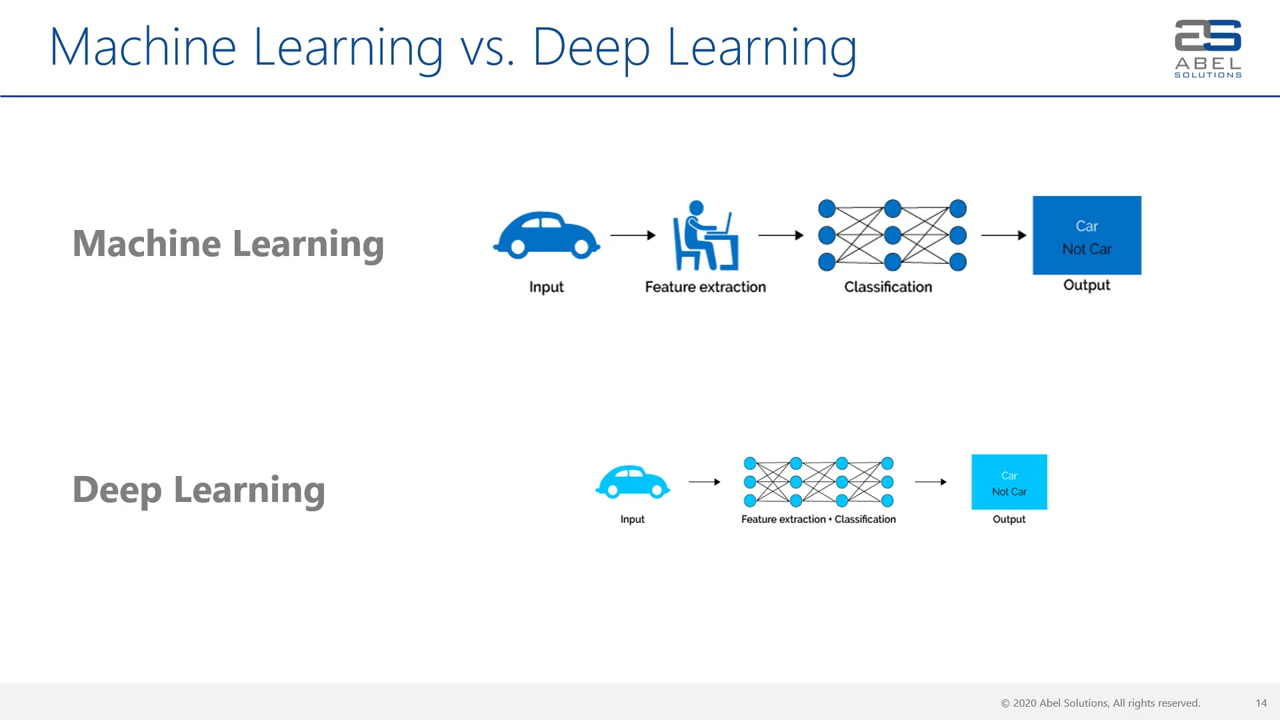 Machine Learning vs. Deep Learning
ABEL
SOLUTIONS
Machine Learning
Car
Not Car
Input
Feature extraction
Classification
Output
Deep Learning
Car
Not Car
Input
Feature extraction + Classification
Output
© 2020 Abel Solutions, All rights reserved.
14